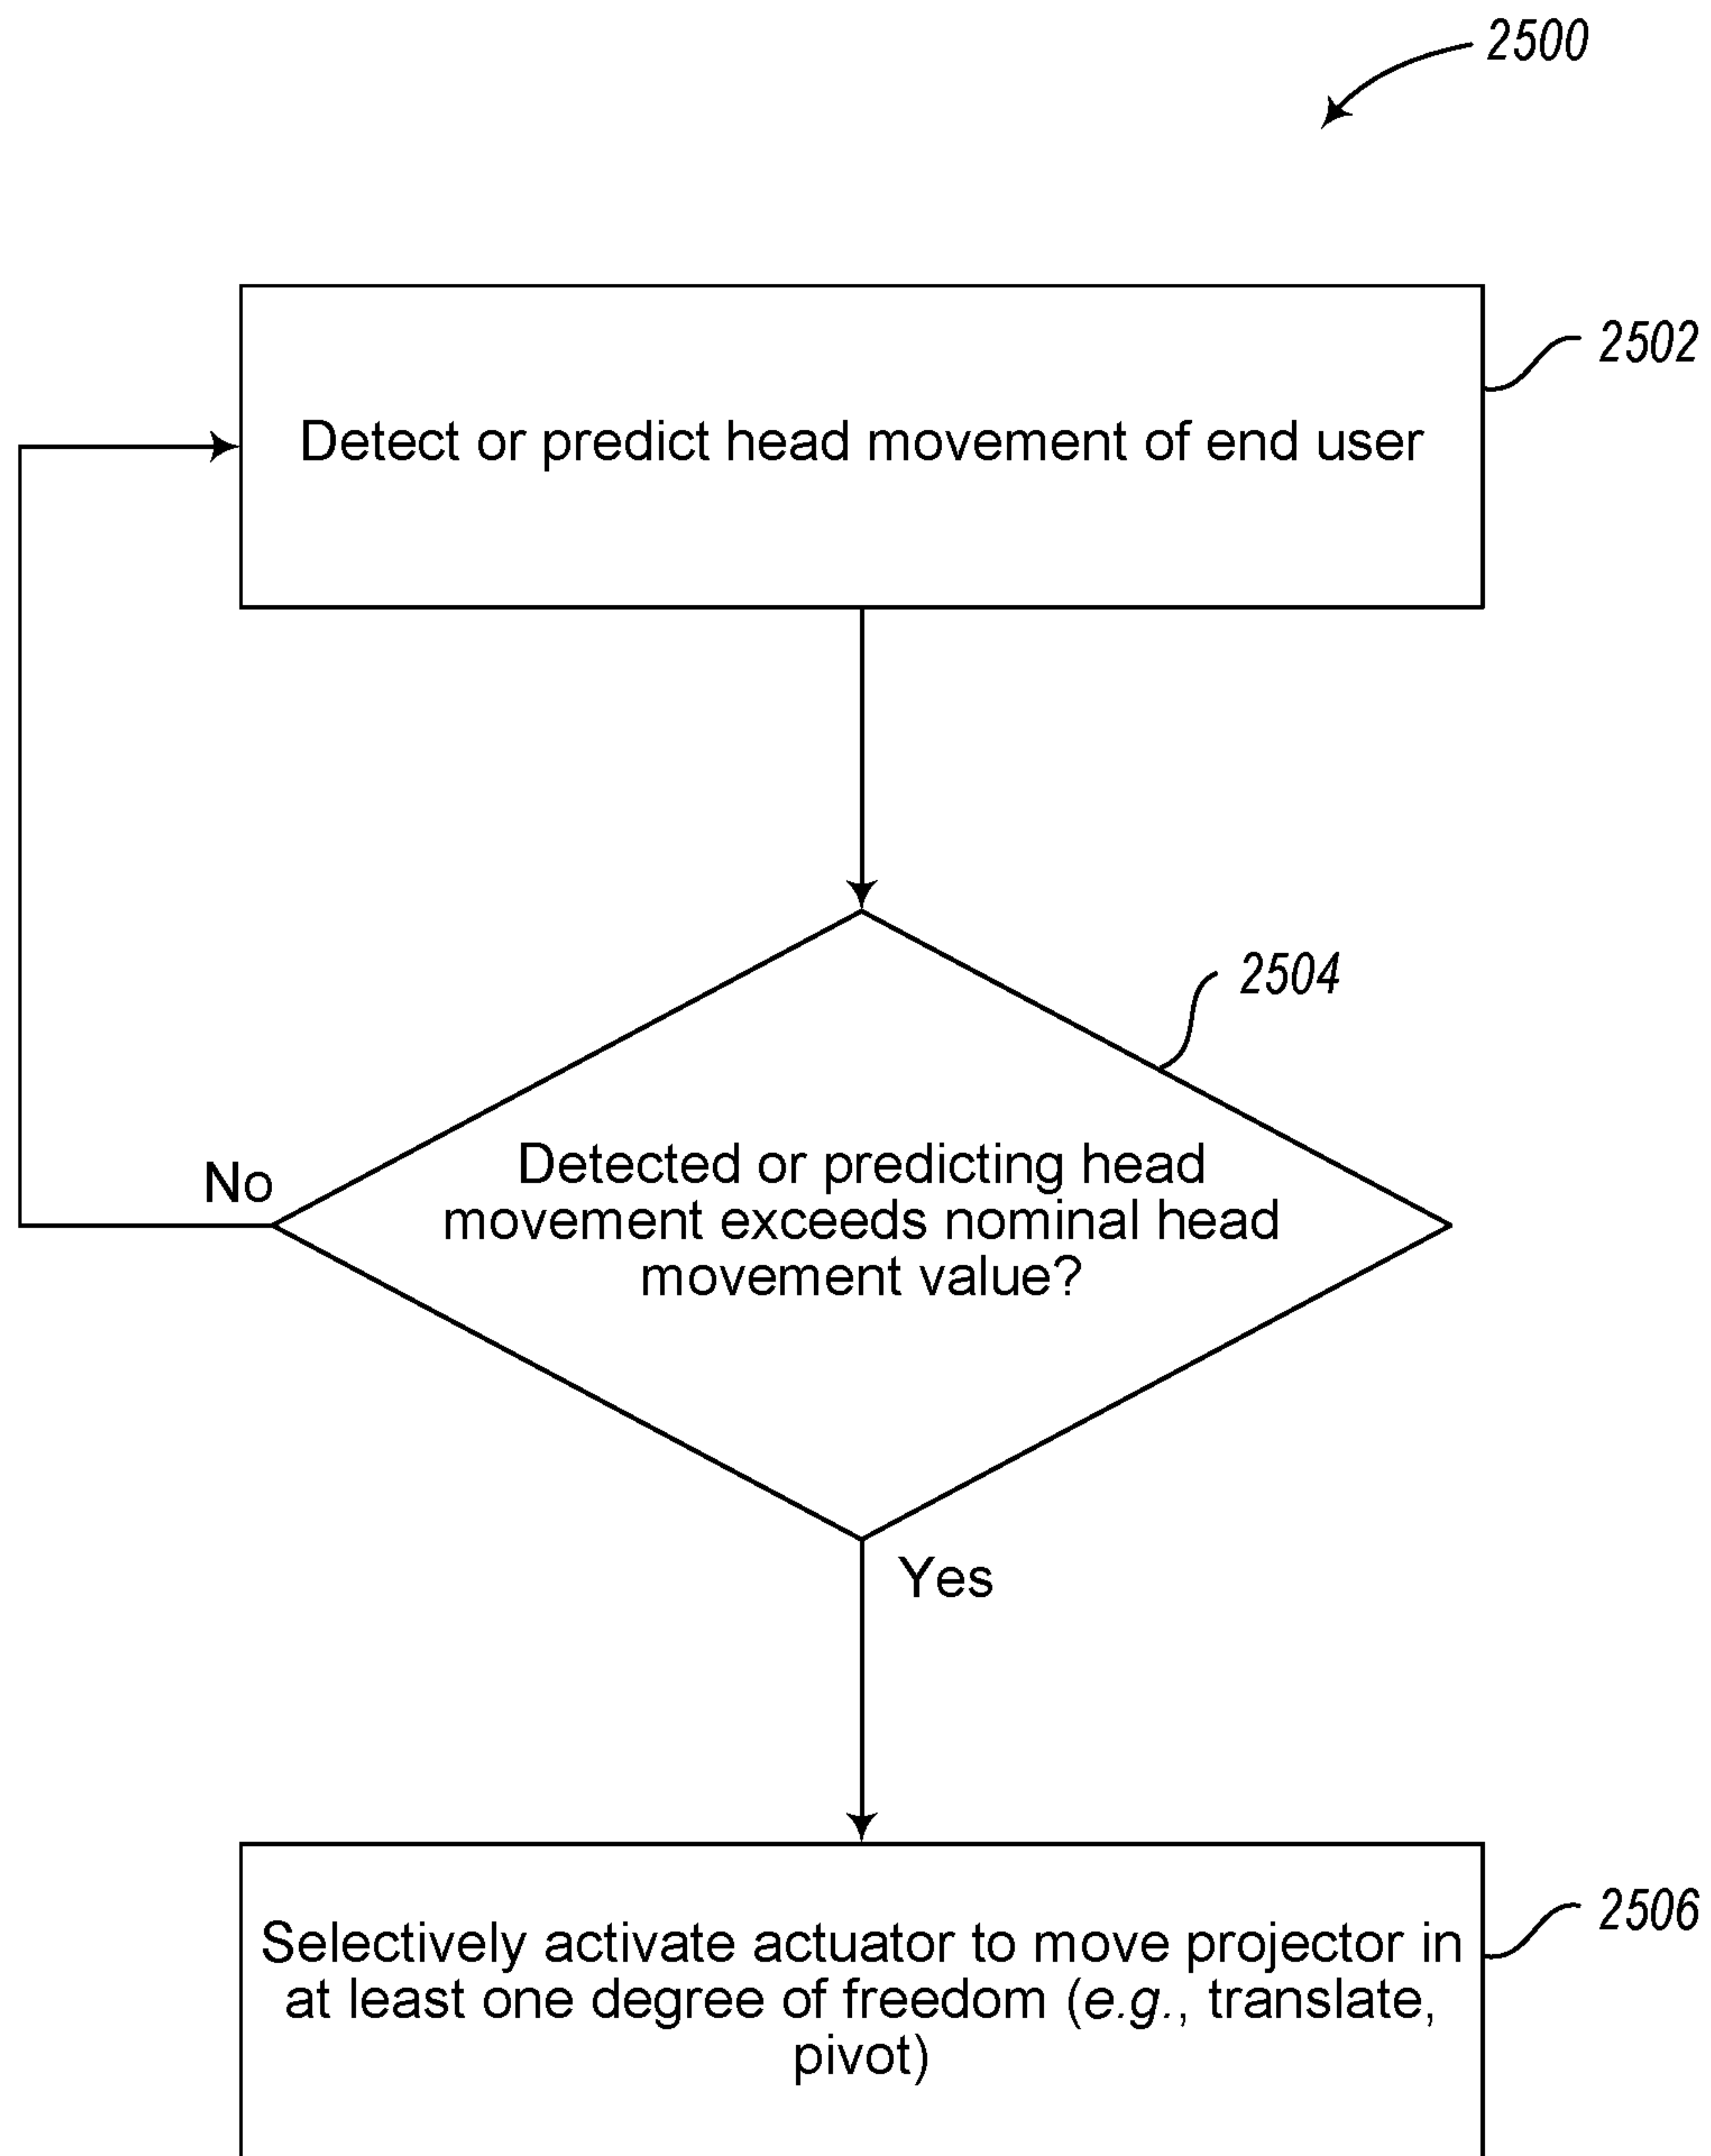 2500
2502
Detect or predict head movement of end user
2504
Detected or predicting head
movement exceeds nominal head
movement value?
No
Yes
2506
Selectively activate actuator to move projector in
at least one degree of freedom (e.g., translate,
pivot)